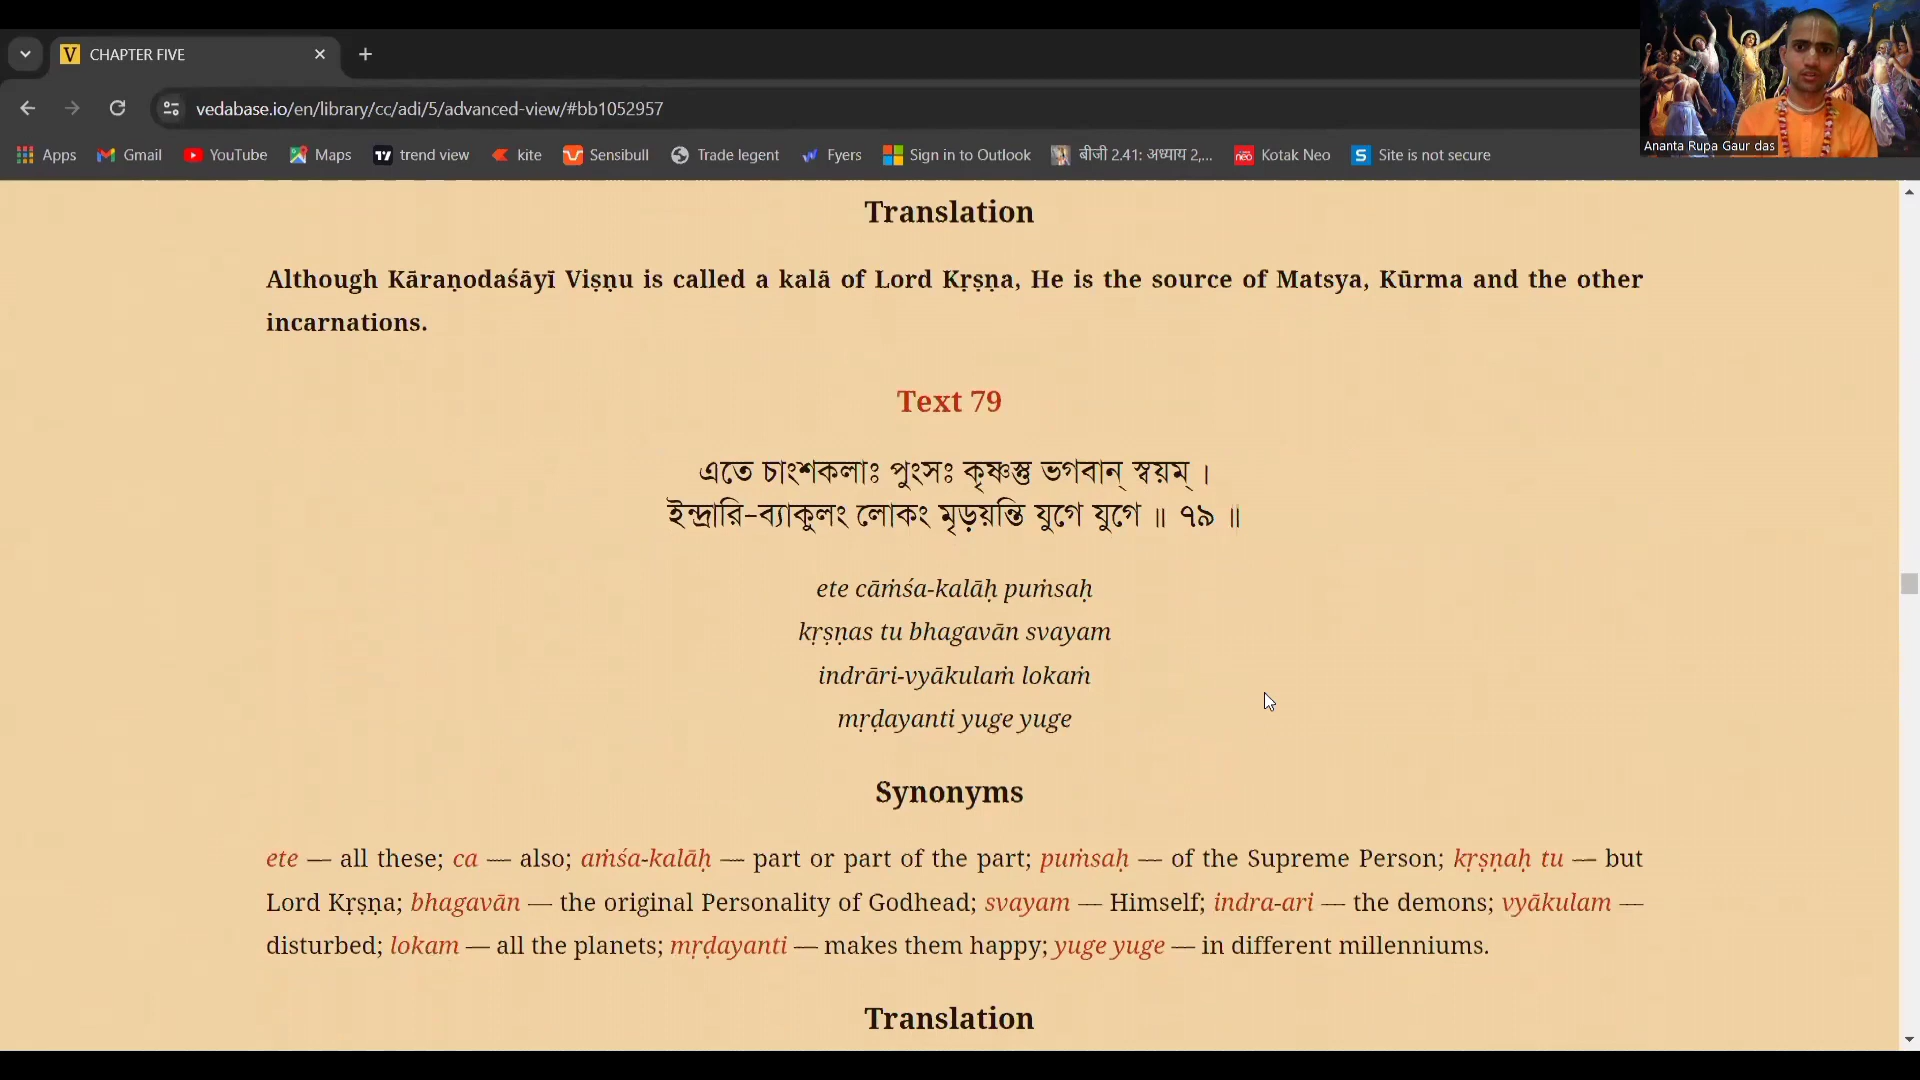 CHAPTER FIVE
vedabase.io/en/library/cc/adi/5/advanced-view/#bb1052957
Apps Gmail YouTube Maps trend view kite Sensibull Trade legent Fyers Sign in to Outlook बीजी 2.41: अध्याय 2,... Kotak Neo Site is not secure
Ananta Rupa Gaur das
Translation
Although Kāraṇodaśāyī Viṣṇu is called a kalā of Lord Kṛṣṇa, He is the source of Matsya, Kūrma and the other
incarnations.
Text 79
এতে চাংশকলাঃ পুংসঃ কৃষ্ণস্তু ভগবান্ স্বয়ম্ ।
ইন্দ্রারি-ব্যাকুলং লোকং মৃড়য়ন্তি যুগে যুগে ॥ ৭৯ ॥
ete cāṁśa-kalāḥ puṁsaḥ
kṛṣṇas tu bhagavān svayam
indrāri-vyākulaṁ lokaṁ
mṛḍayanti yuge yuge
Synonyms
ete — all these; ca — also; aṁśa-kalāḥ — part or part of the part; puṁsaḥ — of the Supreme Person; kṛṣṇaḥ tu — but
Lord Kṛṣṇa; bhagavān — the original Personality of Godhead; svayam — Himself; indra-ari — the demons; vyākulam —
disturbed; lokam — all the planets; mṛḍayanti — makes them happy; yuge yuge — in different millenniums.
Translation